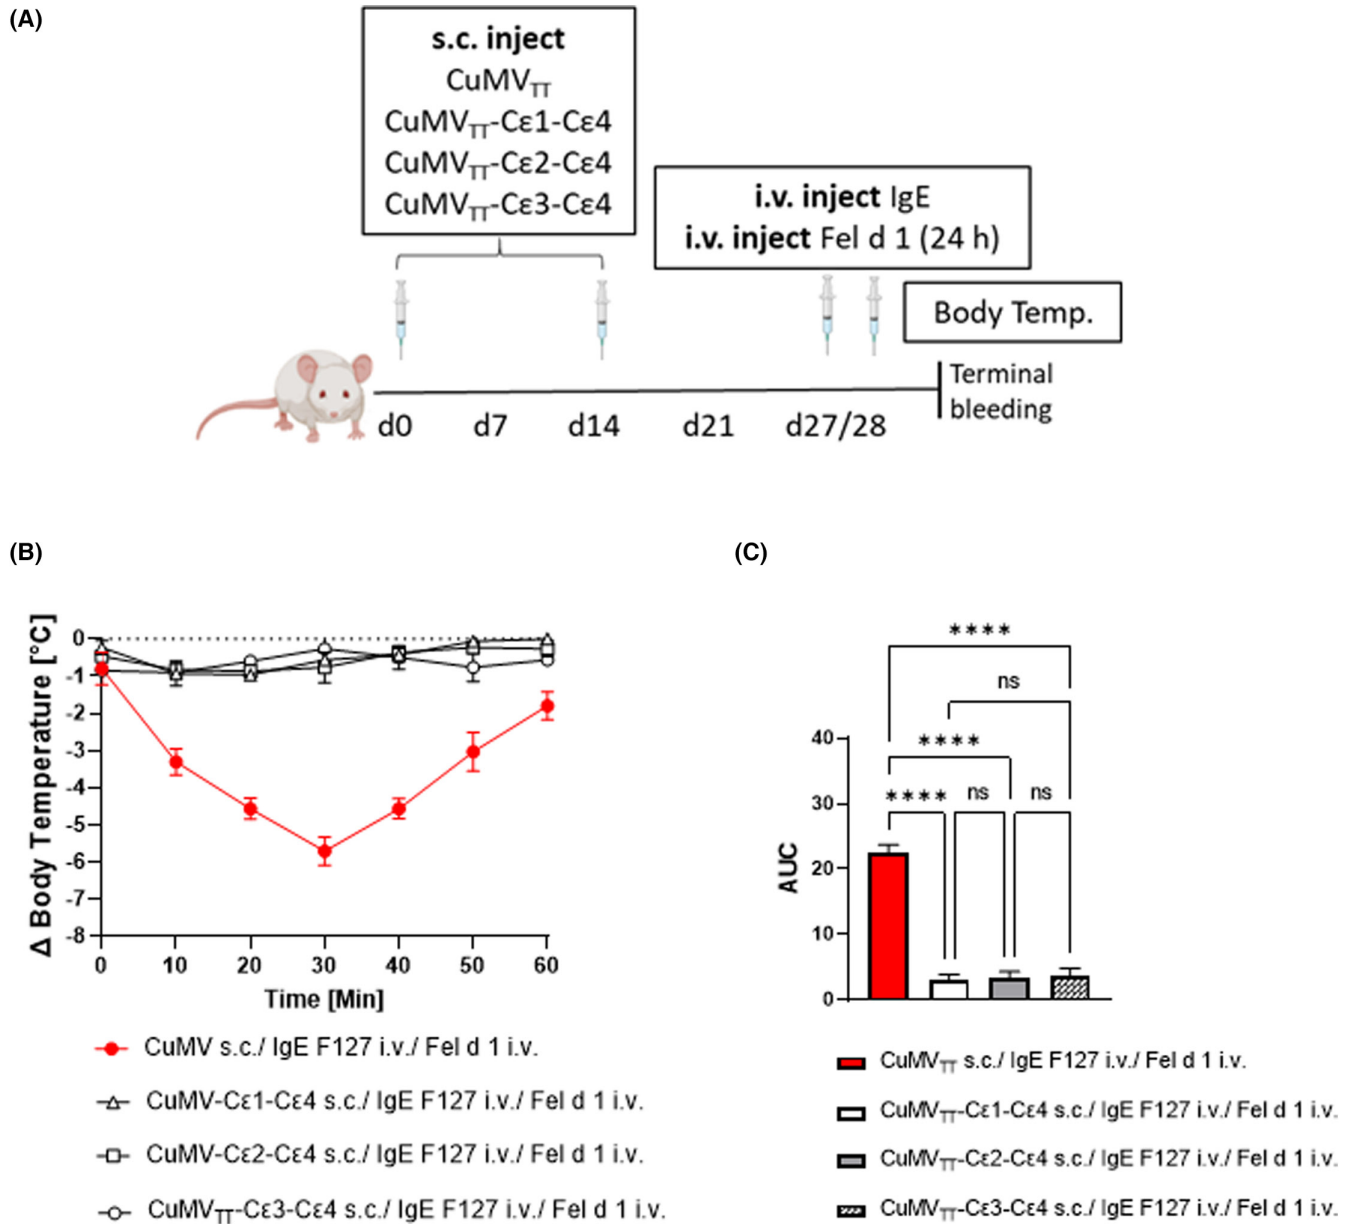 (A)
s.c. inject
CuMVTT
CuMVTT-Cε1-Cε4
CuMVTT-Cε2-Cε4
CuMVTT-Cε3-Cε4
i.v. inject IgE
i.v. inject Fel d 1 (24 h)
Body Temp.
Terminal
bleeding
d0 d7 d14 d21 d27/28
(B)
Δ Body Temperature [°C]
0
-1
-2
-3
-4
-5
-6
-7
-8
0 10 20 30 40 50 60
Time [Min]
CuMV s.c./ IgE F127 i.v./ Fel d 1 i.v.
CuMV-Cε1-Cε4 s.c./ IgE F127 i.v./ Fel d 1 i.v.
CuMV-Cε2-Cε4 s.c./ IgE F127 i.v./ Fel d 1 i.v.
CuMVTT-Cε3-Cε4 s.c./ IgE F127 i.v./ Fel d 1 i.v.
(C)
****
ns
****
**** ns ns
AUC
40
30
20
10
0
CuMVTT s.c./ IgE F127 i.v./ Fel d 1 i.v.
CuMVTT-Cε1-Cε4 s.c./ IgE F127 i.v./ Fel d 1 i.v.
CuMVTT-Cε2-Cε4 s.c./ IgE F127 i.v./ Fel d 1 i.v.
CuMVTT-Cε3-Cε4 s.c./ IgE F127 i.v./ Fel d 1 i.v.